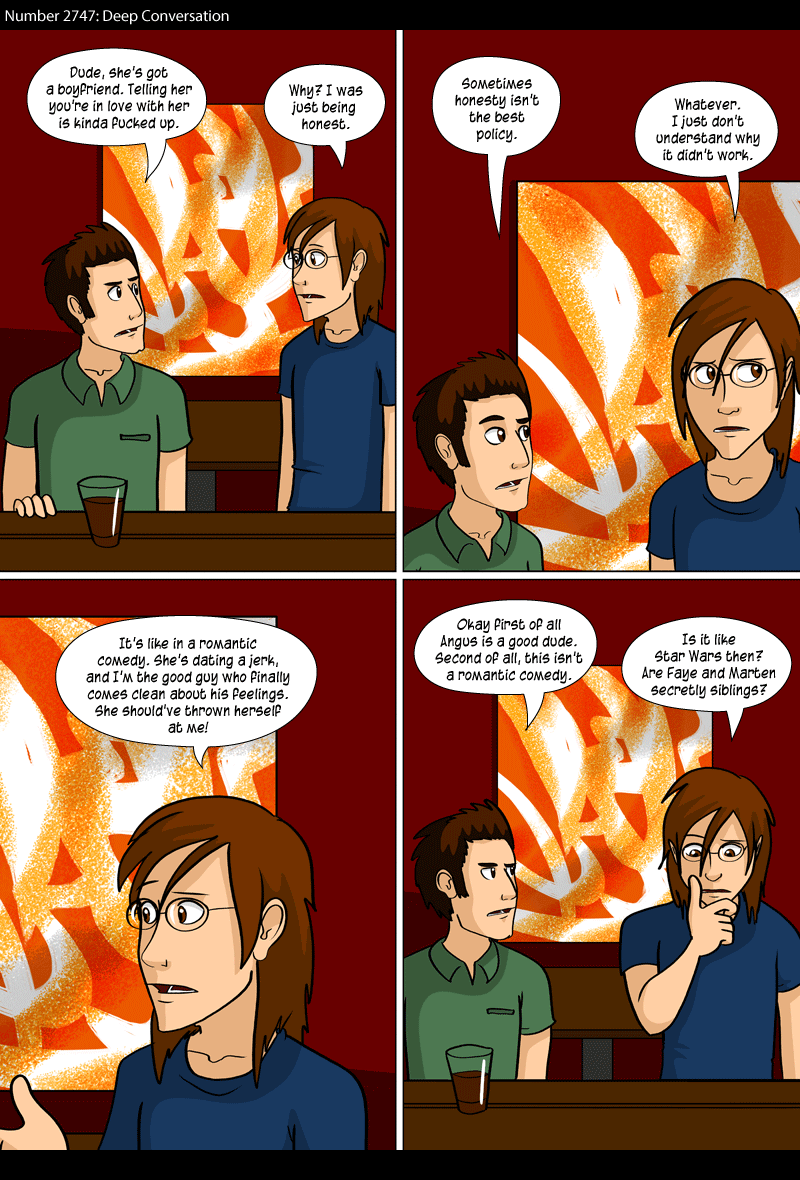 Number 2747: Deep Conversation
Dude, she's got
a boyfriend. Telling her
you're in love with her
is kinda fucked up.
Why? I was
just being
honest.
Sometimes
honesty isn't
the best
policy.
Whatever.
I just don't
understand why
it didn't work.
It's like in a romantic
comedy. She's dating a jerk,
and I'm the good guy who finally
comes clean about his feelings.
She should've thrown herself
at me!
Okay first of all
Angus is a good dude.
Second of all, this isn't
a romantic comedy.
Is it like
Star Wars then?
Are Faye and Marten
secretly siblings?